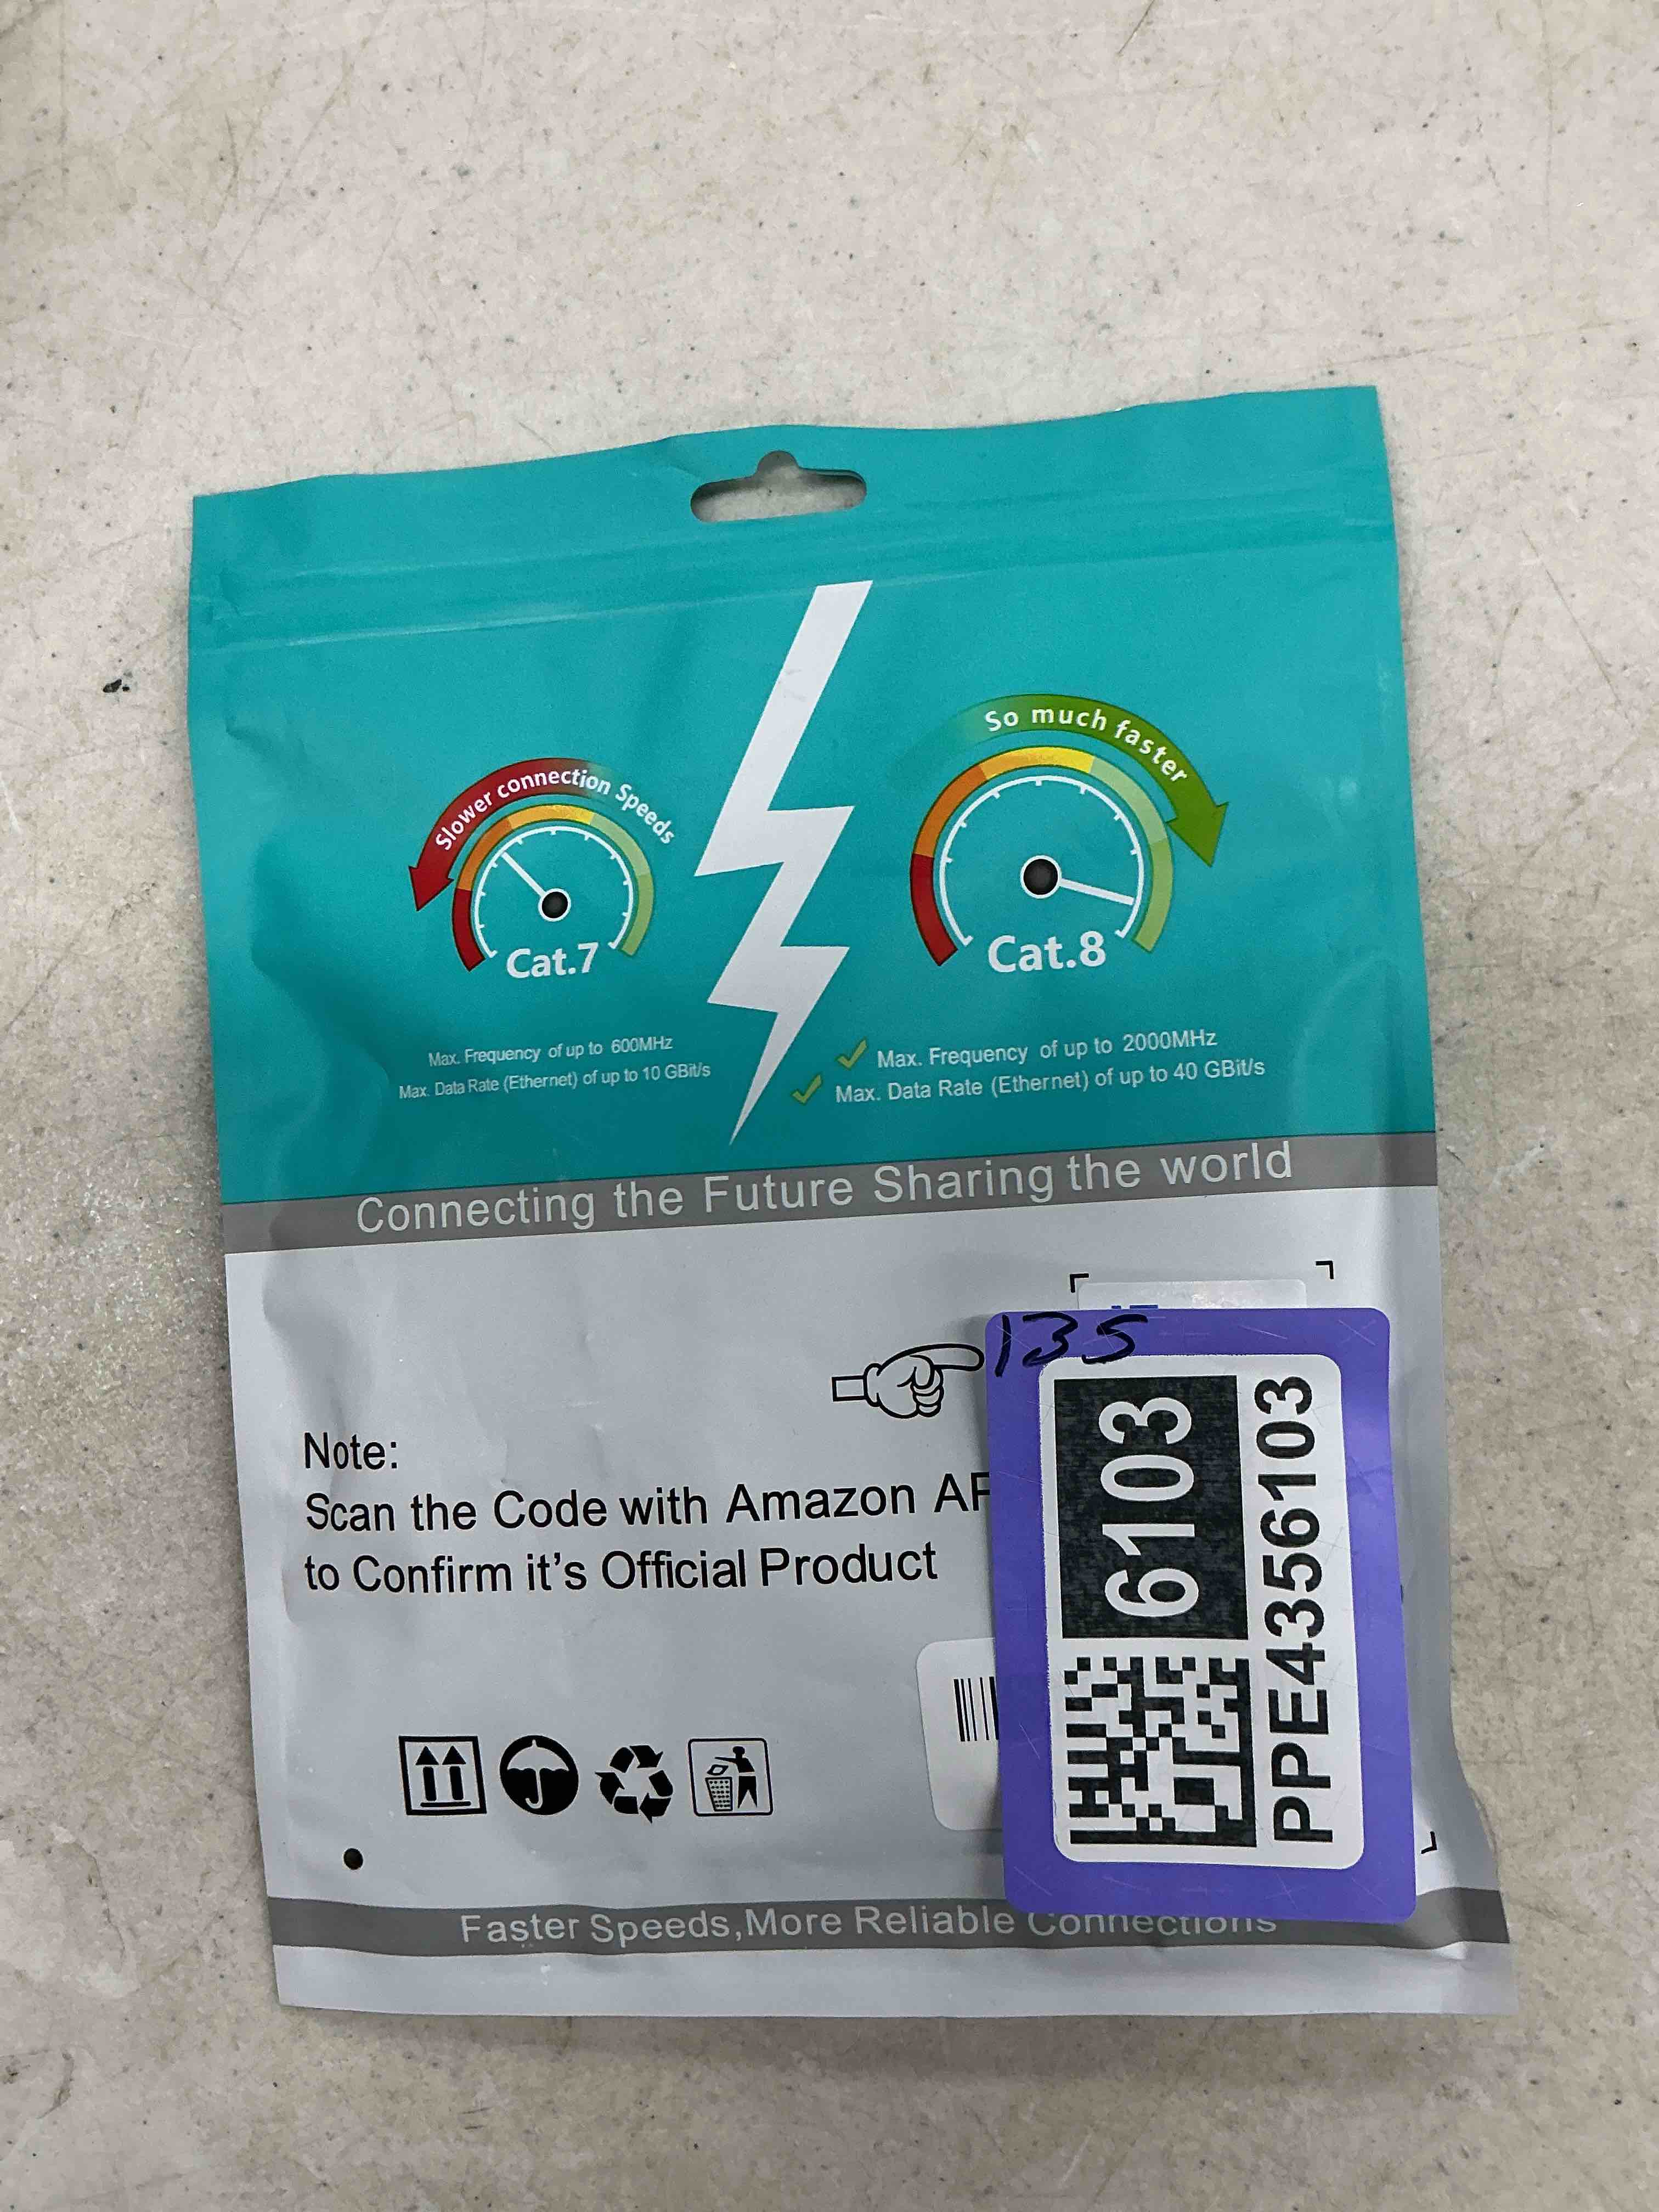 Slower connection Speeds
Cat.7
Max. Frequency of up to 600MHz
Max. Data Rate (Ethernet) of up to 10 GBit/s
So much faster
Cat.8
Max. Frequency of up to 2000MHz
Max. Data Rate (Ethernet) of up to 40 GBit/s
Connecting the Future Sharing the world
135
6103
PPE4356103
Note:
Scan the Code with Amazon
to Confirm it's Official Product
Faster Speeds,More Reliable Connections